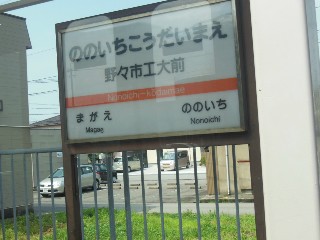 ののいちこうだいまえ
野々市工大前
Nonoichi-kōdaimae
まがえ ののいち
Magae Nonoichi